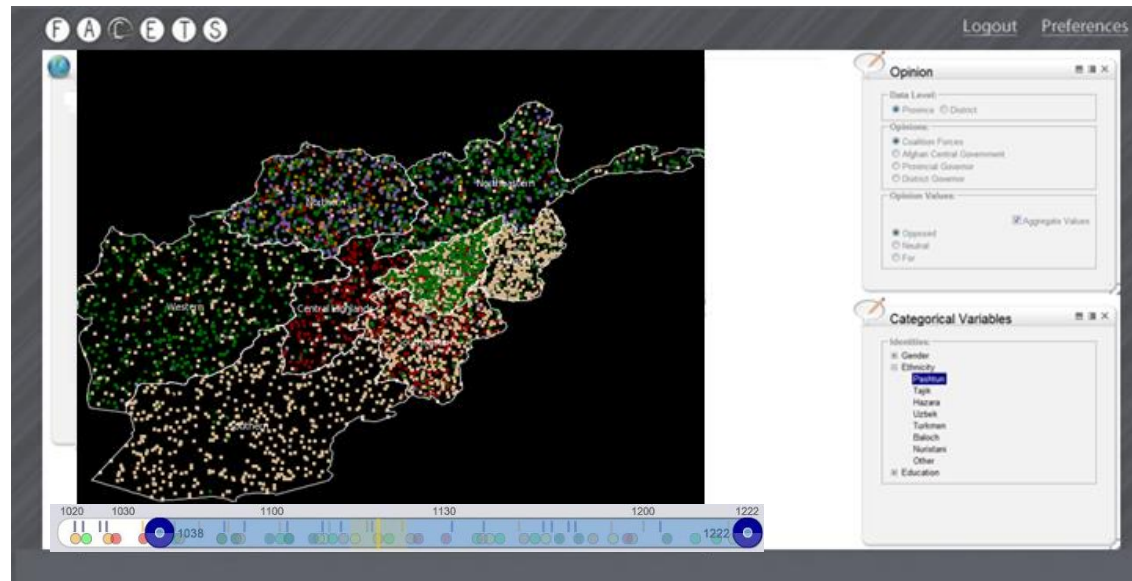 FACETS
Logout Preferences
Opinion
Data Level:
Province District
Opinions:
Coalition Forces
Afghan Central Government
Provincial Governor
District Governor
Opinion Values:
Aggregate Values
Opposed
Neutral
For
Northeastern
Northern
Western
Central Highlands
Southern
Categorical Variables
Identities:
Gender
Ethnicity
Pashtun
Tajik
Hazara
Uzbek
Turkmen
Baloch
Nuristani
Other
Education
1020 1030 1100 1130 1200 1222
1038 1222